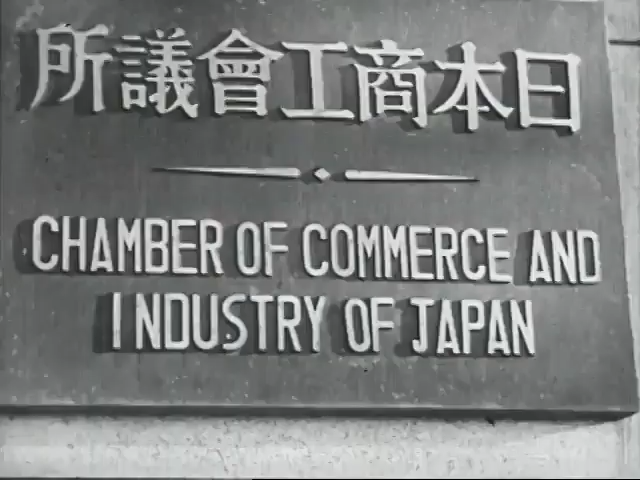 日本商工會議所
CHAMBER OF COMMERCE AND
INDUSTRY OF JAPAN